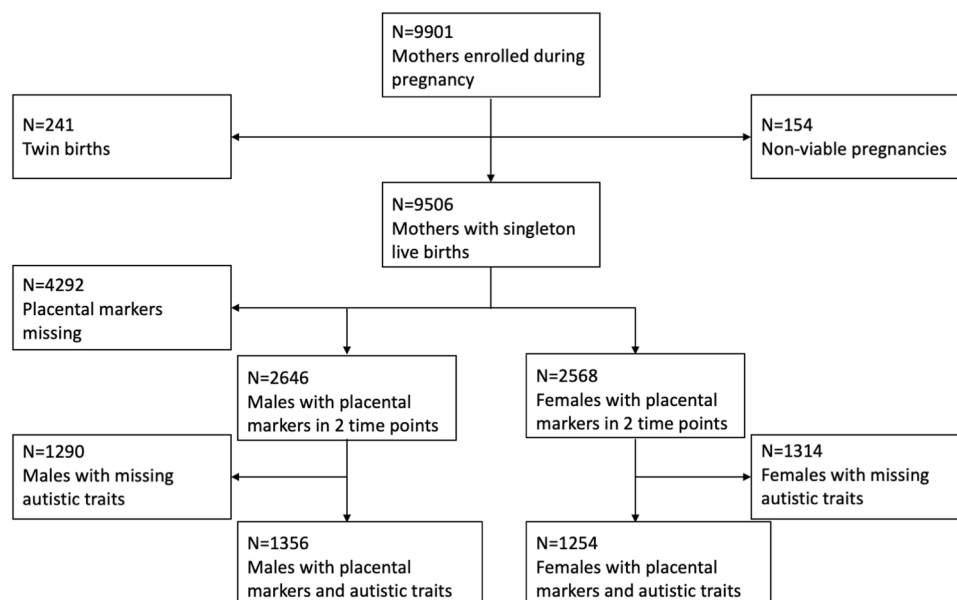 N=9901
Mothers enrolled during
pregnancy
N=241
Twin births
N=154
Non-viable pregnancies
N=9506
Mothers with singleton
live births
N=4292
Placental markers
missing
N=2646
Males with placental
markers in 2 time points
N=2568
Females with placental
markers in 2 time points
N=1290
Males with missing
autistic traits
N=1314
Females with missing
autistic traits
N=1356
Males with placental
markers and autistic traits
N=1254
Females with placental
markers and autistic traits